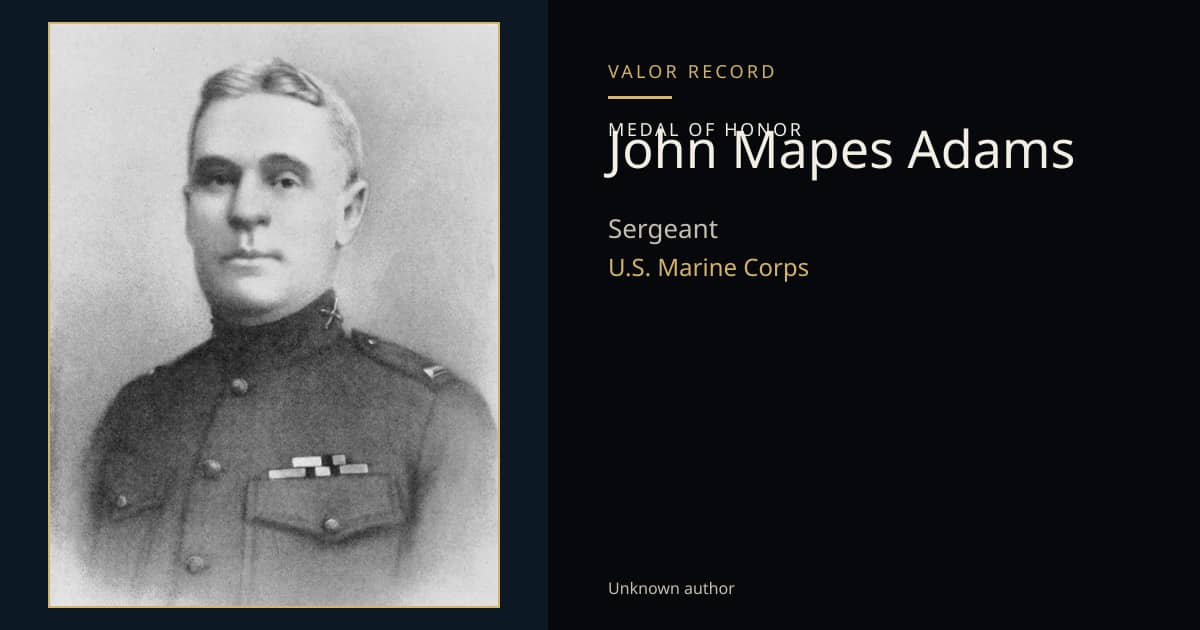 VALOR RECORD
MEDAL OF HONOR
John Mapes Adams
Sergeant
U.S. Marine Corps
Unknown author